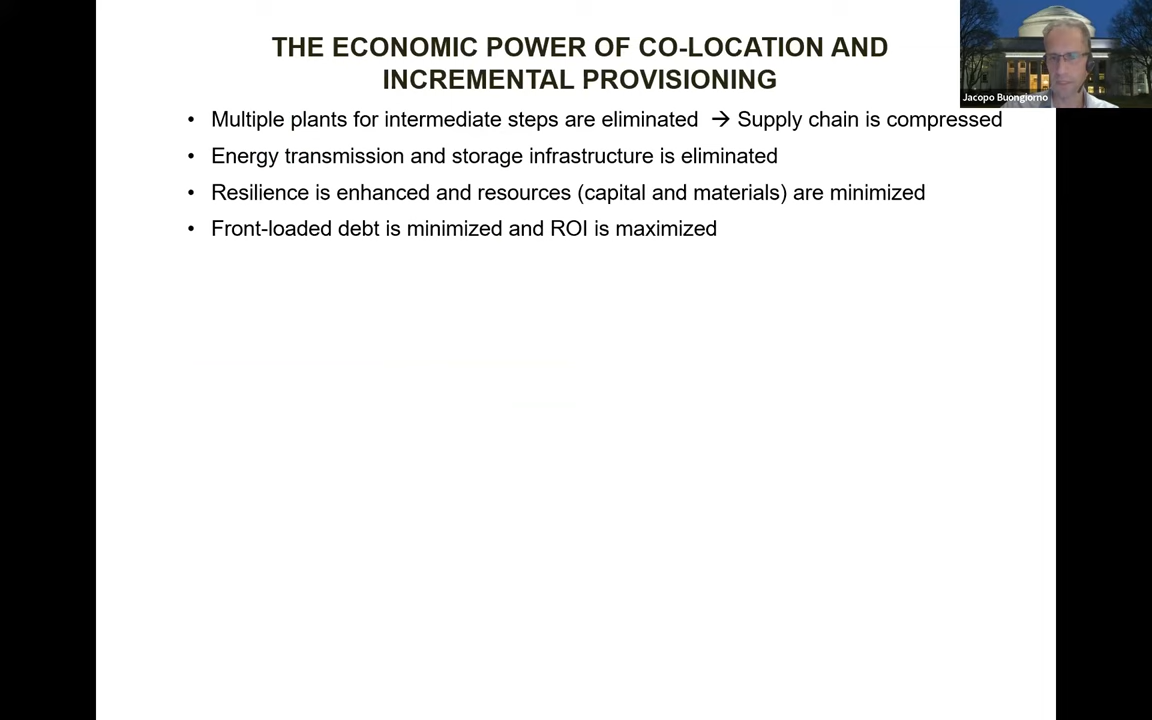 THE ECONOMIC POWER OF CO-LOCATION AND
INCREMENTAL PROVISIONING
Jacopo Buongiorno
• Multiple plants for intermediate steps are eliminated → Supply chain is compressed
• Energy transmission and storage infrastructure is eliminated
• Resilience is enhanced and resources (capital and materials) are minimized
• Front-loaded debt is minimized and ROI is maximized